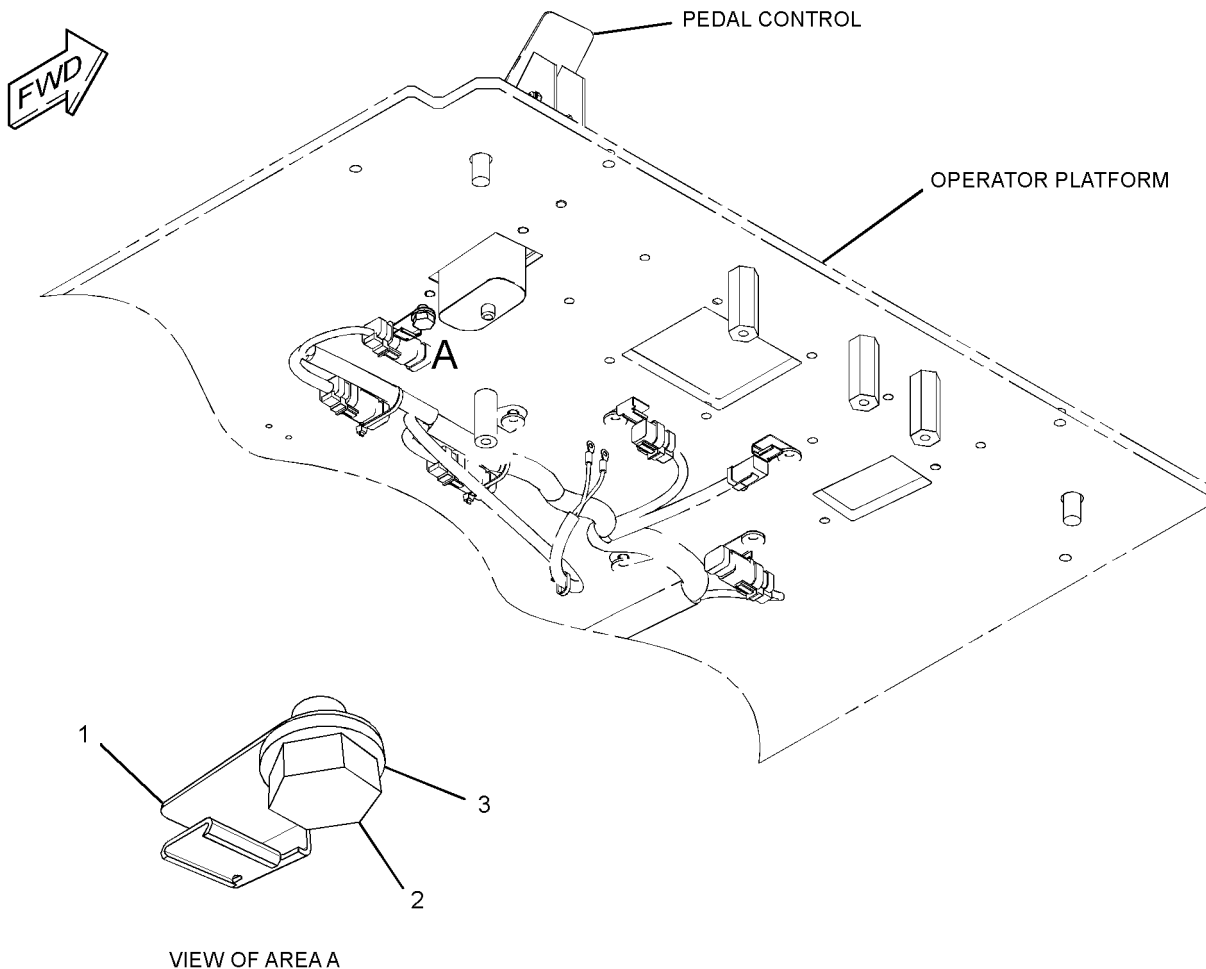 PEDAL CONTROL
FWD
OPERATOR PLATFORM
A
1
3
2
VIEW OF AREA A